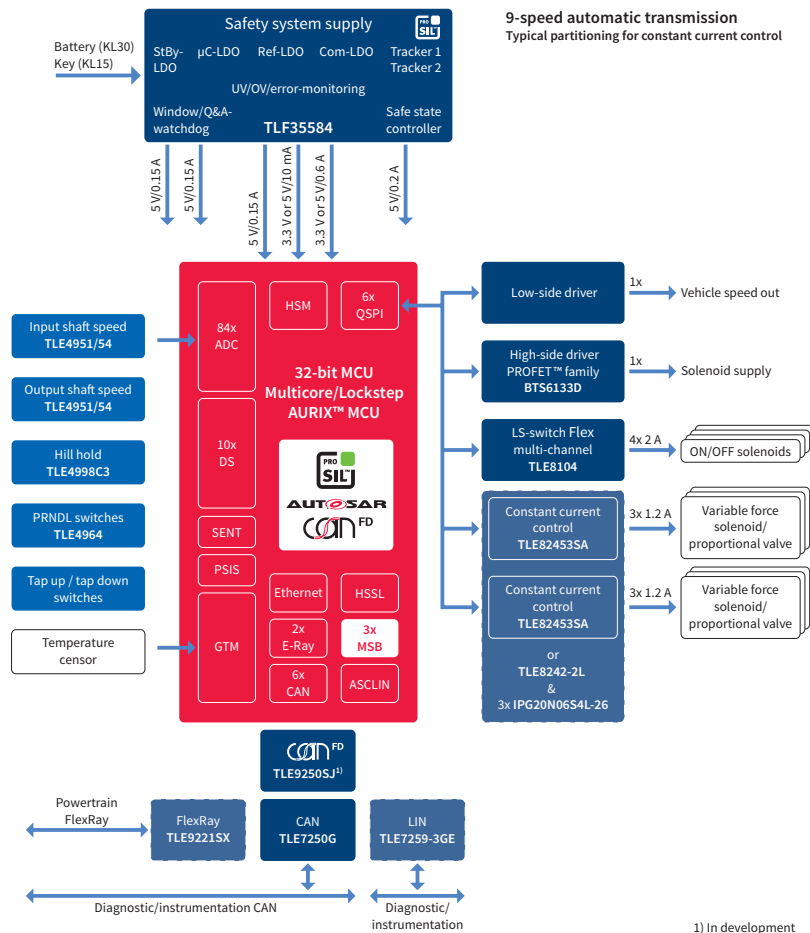 9-speed automatic transmission
Typical partitioning for constant current control
Safety system supply
PRO
SIL™
Battery (KL30)
Key (KL15)
StBy-
LDO
µC-LDO
Ref-LDO
Com-LDO
Tracker 1
Tracker 2
UV/OV/error-monitoring
Window/Q&A-
watchdog
TLF35584
Safe state
controller
5 V/0.15 A
5 V/0.15 A
5 V/0.15 A
3.3 V or 5 V/10 mA
3.3 V or 5 V/0.6 A
5 V/0.2 A
Input shaft speed
TLE4951/54
Output shaft speed
TLE4951/54
Hill hold
TLE4998C3
PRNDL switches
TLE4964
Tap up / tap down
switches
Temperature
censor
84x
ADC
HSM
6x
QSPI
32-bit MCU
Multicore/Lockstep
AURIX™ MCU
10x
DS
PRO
SIL™
AUTOSAR
CAN FD
SENT
PSIS
GTM
Ethernet
HSSL
2x
E-Ray
3x
MSB
6x
CAN
ASCLIN
Low-side driver
1x
Vehicle speed out
High-side driver
PROFET™ family
BTS6133D
1x
Solenoid supply
LS-switch Flex
multi-channel
TLE8104
4x 2 A
ON/OFF solenoids
Constant current
control
TLE82453SA
3x 1.2 A
Variable force
solenoid/
proportional valve
Constant current
control
TLE82453SA
3x 1.2 A
Variable force
solenoid/
proportional valve
or
TLE8242-2L
&
3x IPG20N06S4L-26
CAN FD
TLE9250SJ1)
Powertrain
FlexRay
FlexRay
TLE9221SX
CAN
TLE7250G
LIN
TLE7259-3GE
Diagnostic/instrumentation CAN
Diagnostic/
instrumentation
1) In development